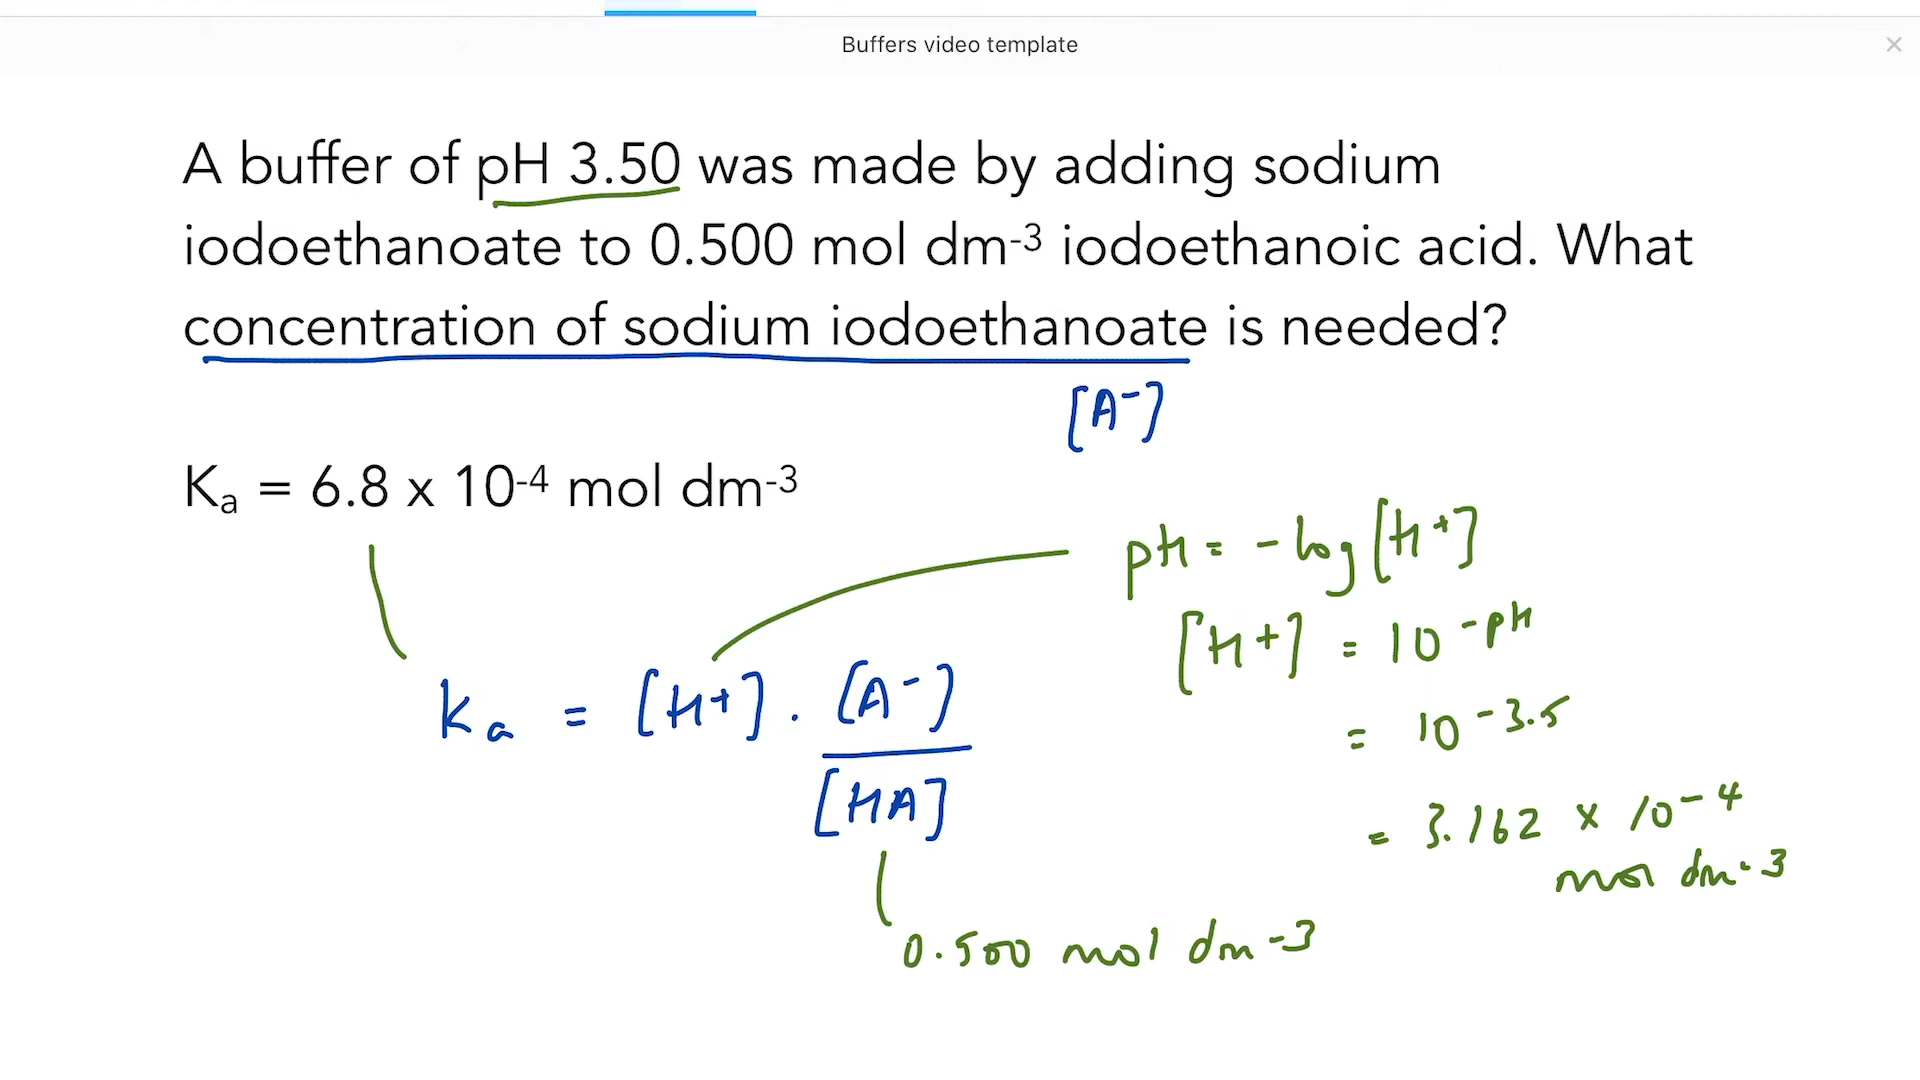 Buffers video template
A buffer of pH 3.50 was made by adding sodium
iodoethanoate to 0.500 mol dm⁻³ iodoethanoic acid. What
concentration of sodium iodoethanoate is needed?
[A⁻]
Kₐ = 6.8 x 10⁻⁴ mol dm⁻³
pH = -log[H⁺]
[H⁺] = 10⁻ᵖᴴ
= 10⁻³·⁵
= 3.162 x 10⁻⁴
mol dm⁻³
Kₐ = [H⁺] . [A⁻]
[HA]
0.500 mol dm⁻³